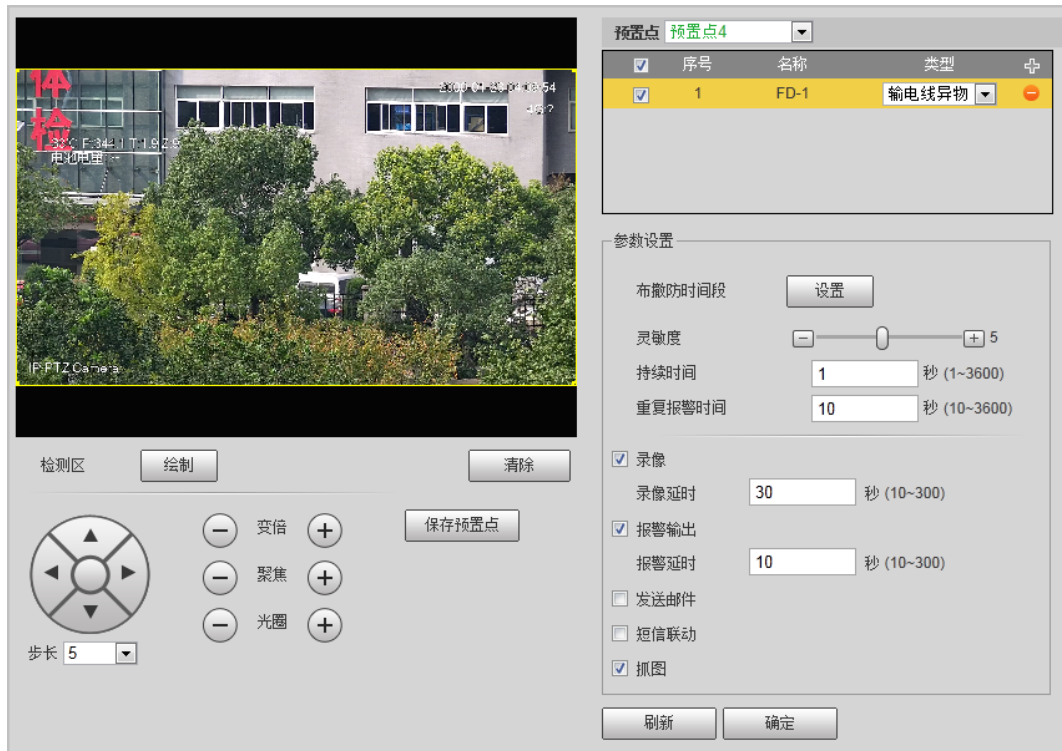 预置点 预置点4
序号 名称 类型
1 FD-1 输电线异物
体
检
电池电量:--
IP PTZ Camera
参数设置
布撤防时间段 设置
灵敏度 5
持续时间 1 秒 (1~3600)
重复报警时间 10 秒 (10~3600)
录像
录像延时 30 秒 (10~300)
报警输出
报警延时 10 秒 (10~300)
发送邮件
短信联动
抓图
刷新 确定
检测区 绘制 清除
变倍
聚焦
光圈
保存预置点
步长 5